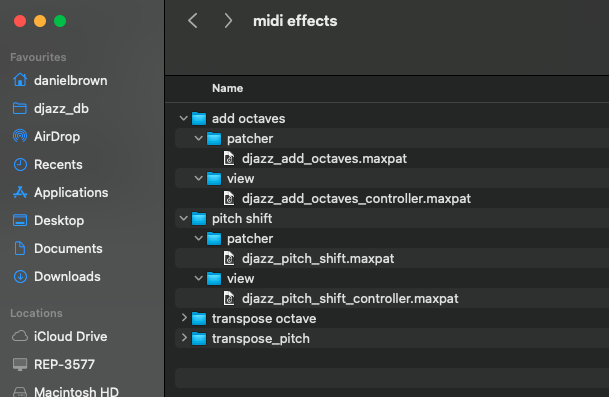 midi effects
Favourites
danielbrown
djazz_db
AirDrop
Recents
Applications
Desktop
Documents
Downloads
Locations
iCloud Drive
REP-3577
Macintosh HD
Name
add octaves
patcher
djazz_add_octaves.maxpat
view
djazz_add_octaves_controller.maxpat
pitch shift
patcher
djazz_pitch_shift.maxpat
view
djazz_pitch_shift_controller.maxpat
transpose octave
transpose_pitch